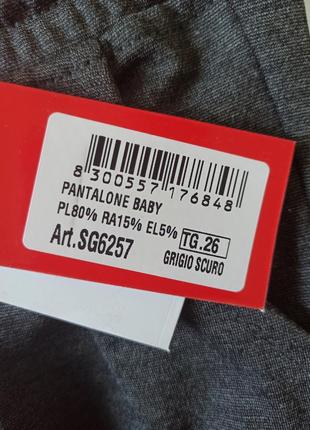 8 300557 176848
PANTALONE BABY
PL80% RA15% EL5%
Art.SG6257 TG.26
GRIGIO SCURO